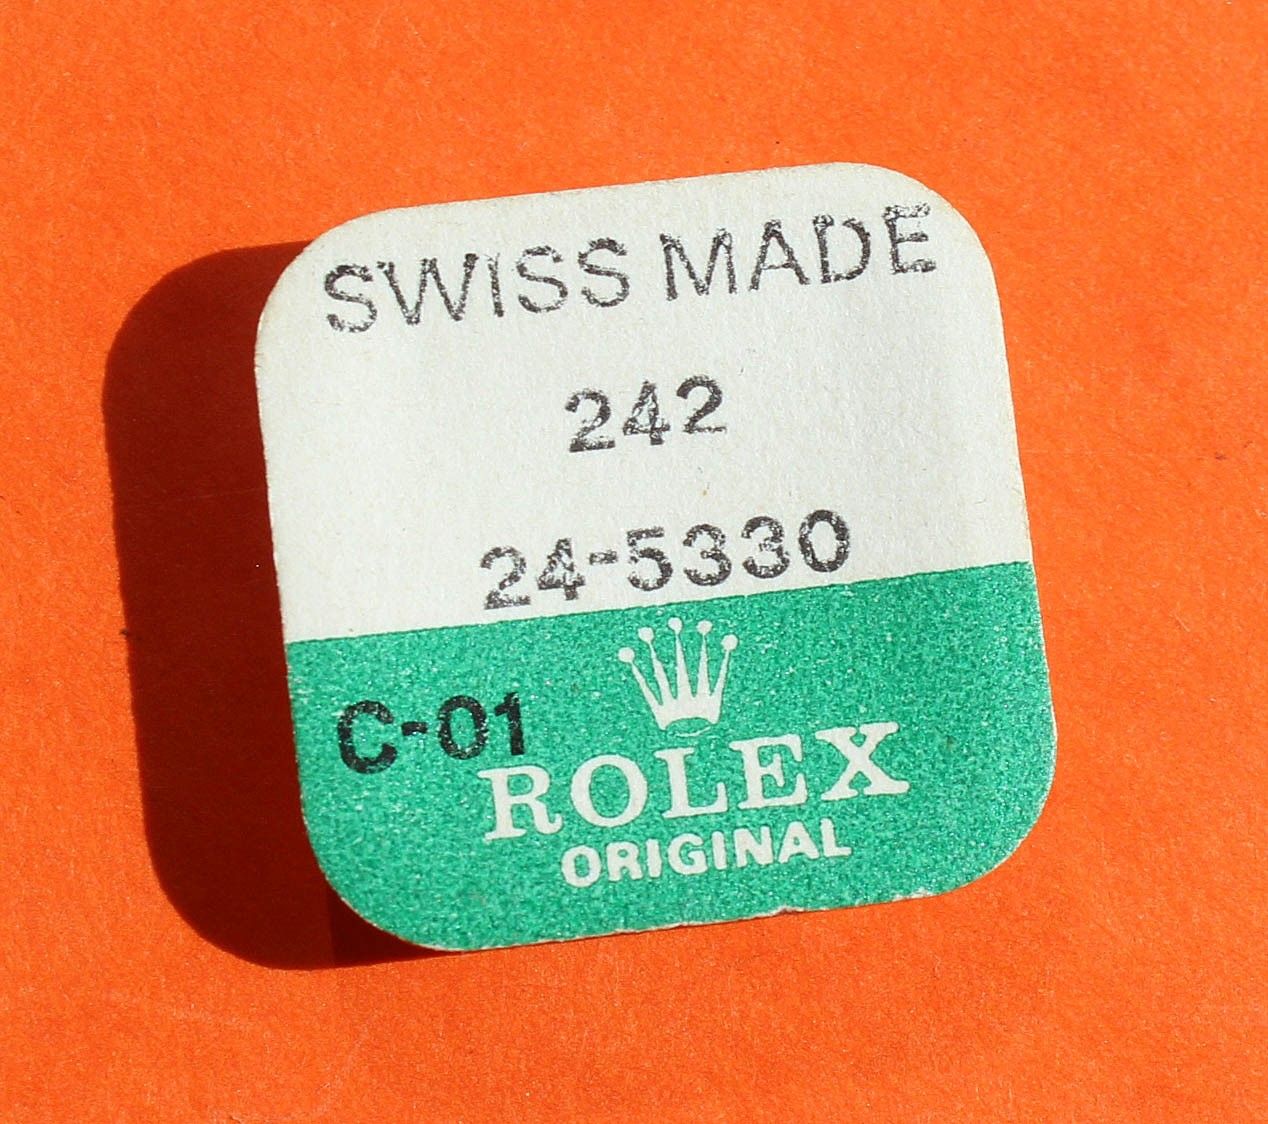 SWISS MADE
242
24-5330
C-01
ROLEX
ORIGINAL